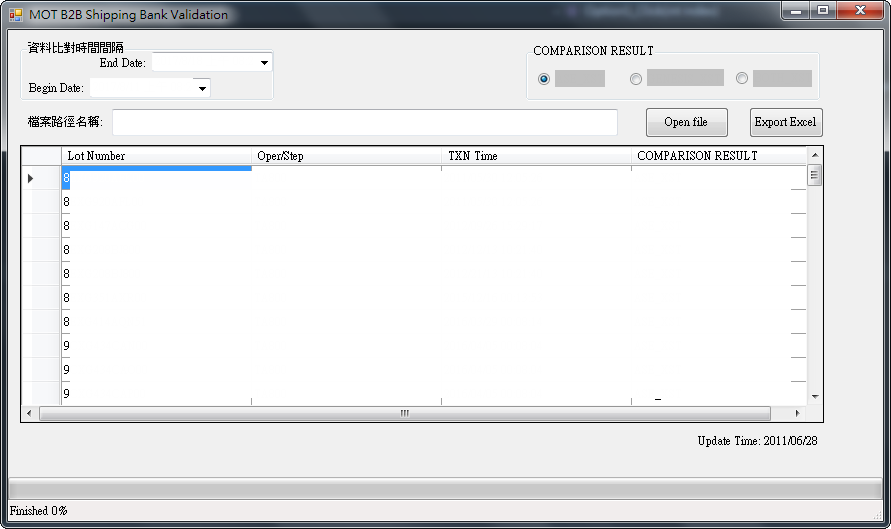 MOT B2B Shipping Bank Validation
資料比對時間間隔
COMPARISON RESULT
End Date:
Begin Date:
檔案路徑名稱:
Open file
Export Excel
Lot Number Oper/Step TXN Time COMPARISON RESULT
8
8
8
8
8
8
8
9
9
9
Update Time: 2011/06/28
Finished 0%